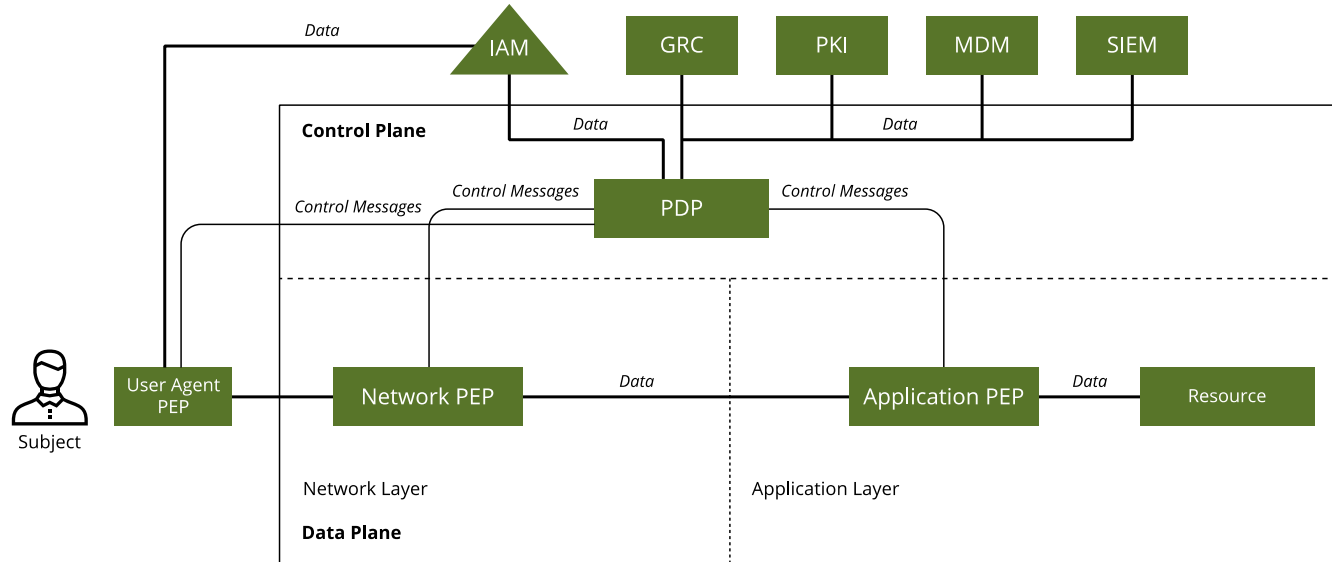 Data
IAM
GRC
PKI
MDM
SIEM
Control Plane
Data
Data
Control Messages
Control Messages
Control Messages
PDP
User Agent
PEP
Network PEP
Data
Application PEP
Data
Resource
Subject
Network Layer
Application Layer
Data Plane